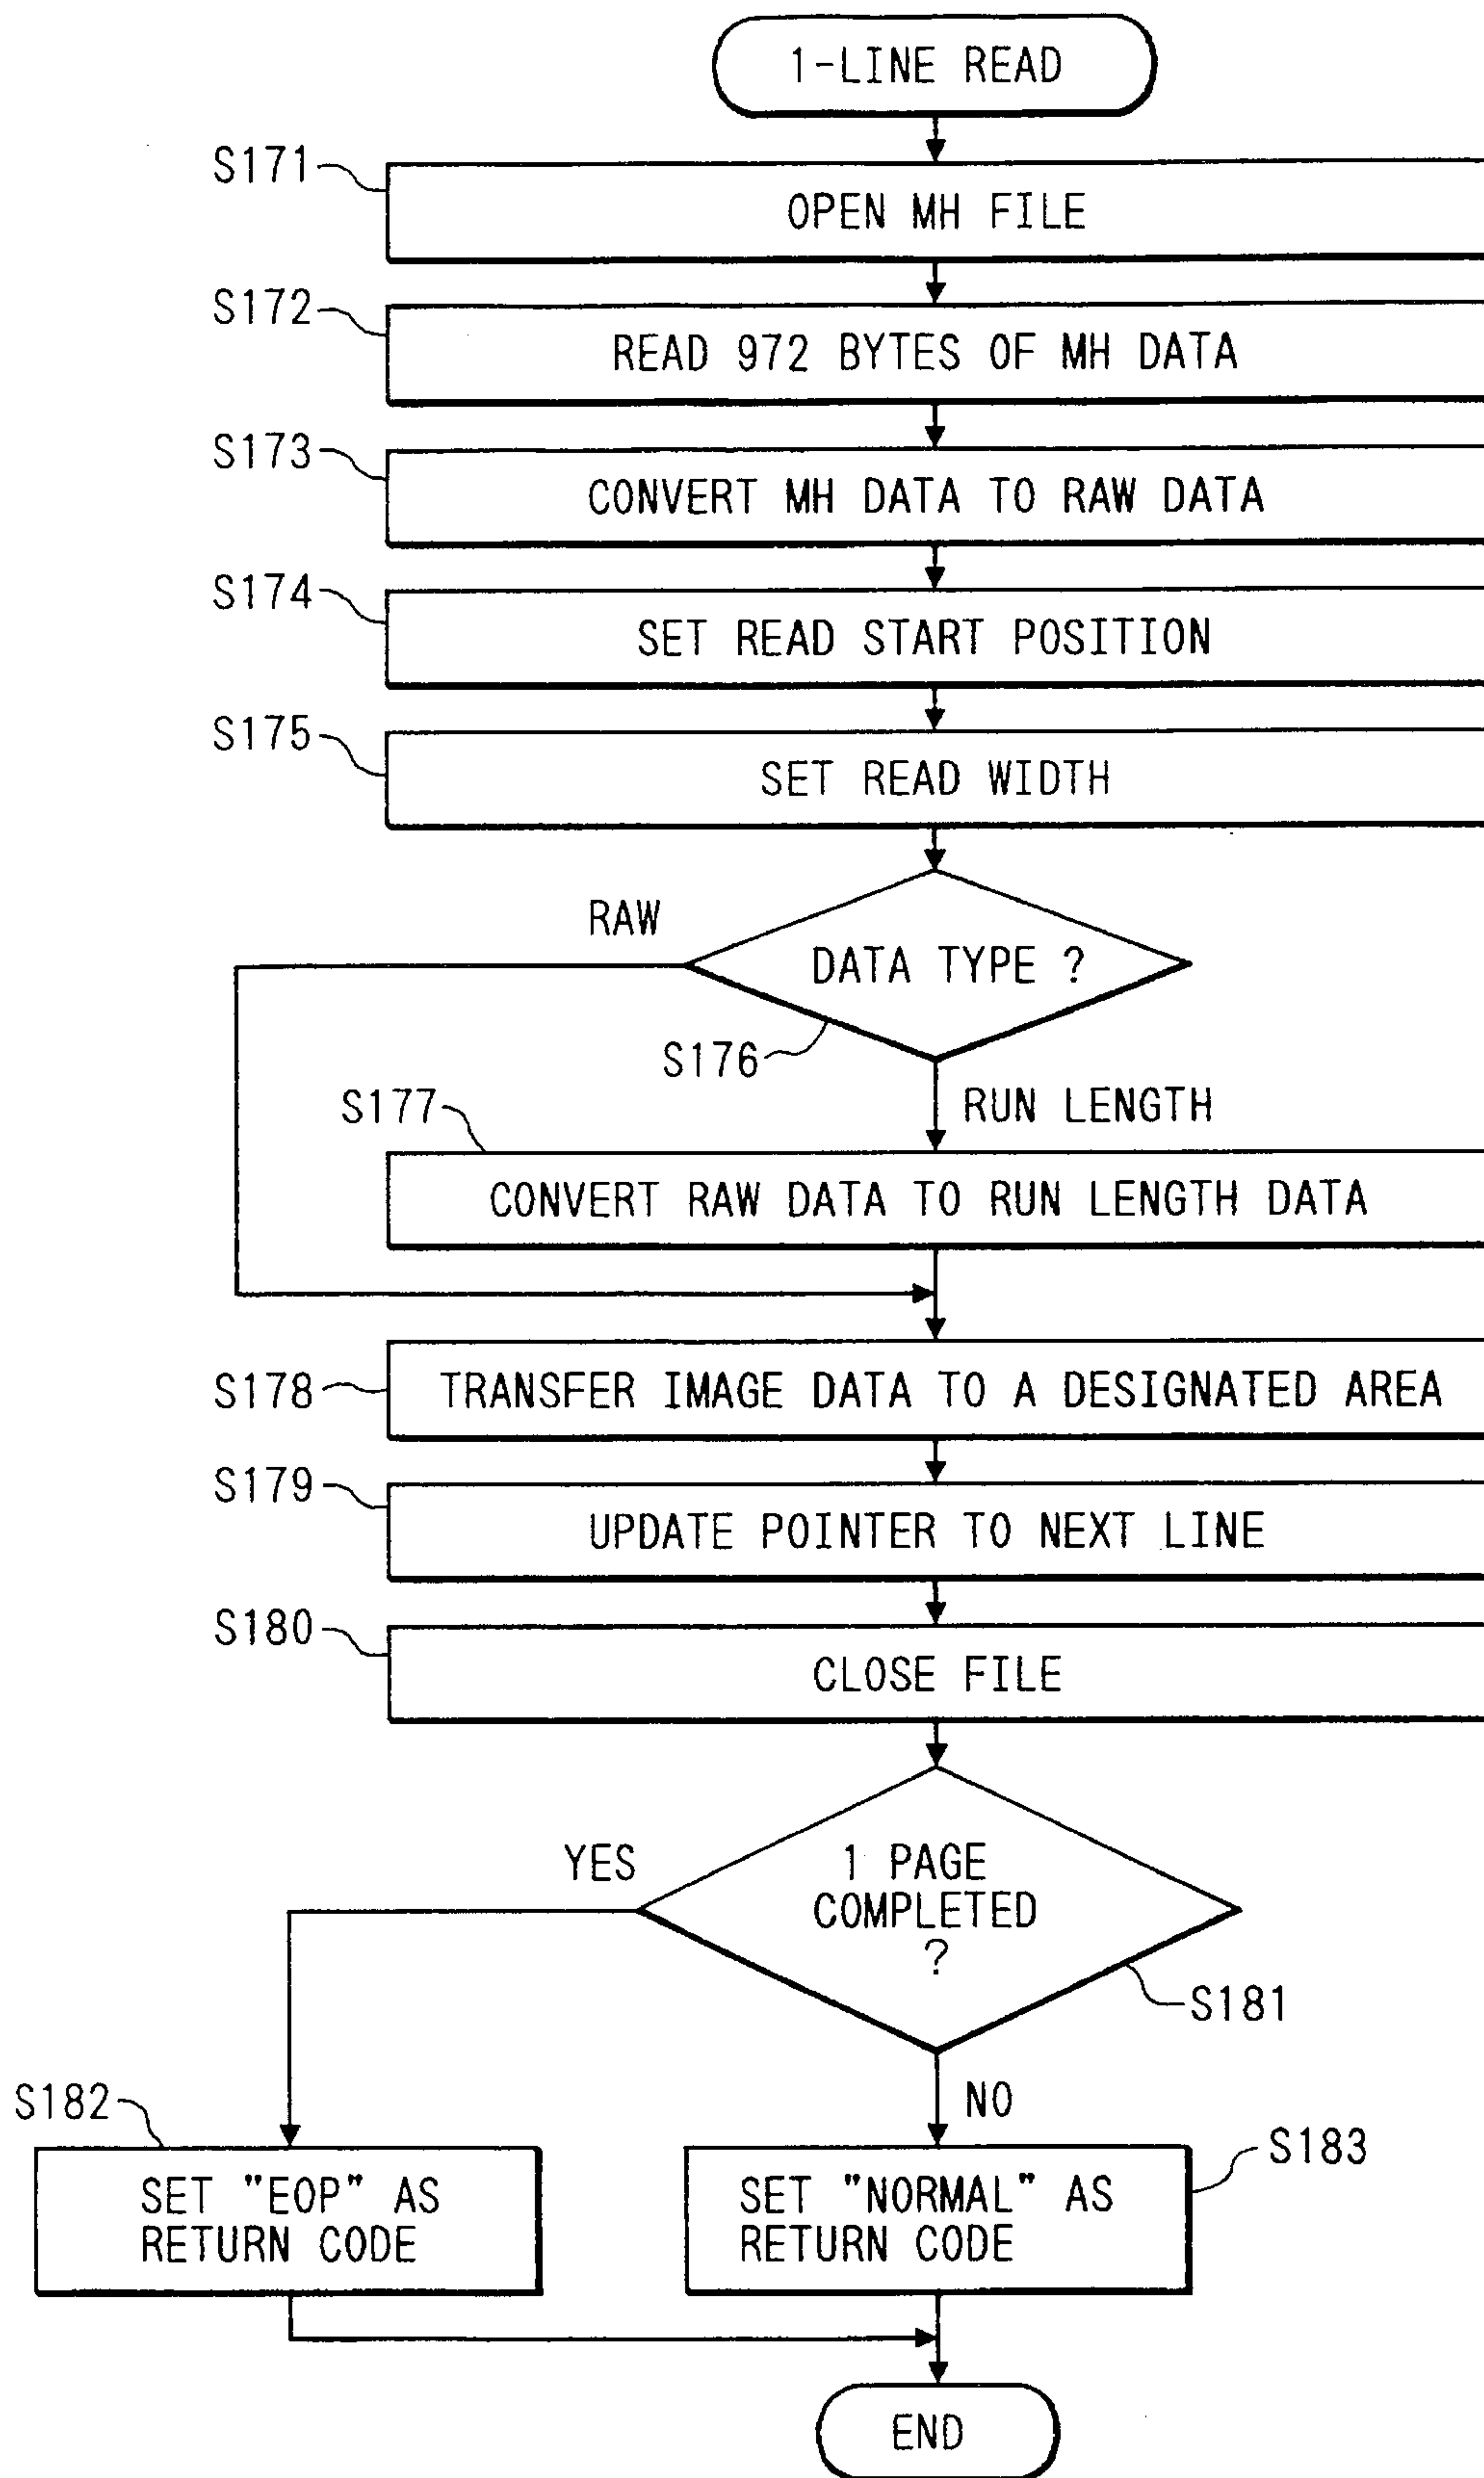 1-LINE READ
S171
OPEN MH FILE
S172
READ 972 BYTES OF MH DATA
S173
CONVERT MH DATA TO RAW DATA
S174
SET READ START POSITION
S175
SET READ WIDTH
RAW
DATA TYPE ?
S176
RUN LENGTH
S177
CONVERT RAW DATA TO RUN LENGTH DATA
S178
TRANSFER IMAGE DATA TO A DESIGNATED AREA
S179
UPDATE POINTER TO NEXT LINE
S180
CLOSE FILE
YES
1 PAGE
COMPLETED
?
S181
NO
S182
SET "EOP" AS
RETURN CODE
S183
SET "NORMAL" AS
RETURN CODE
END